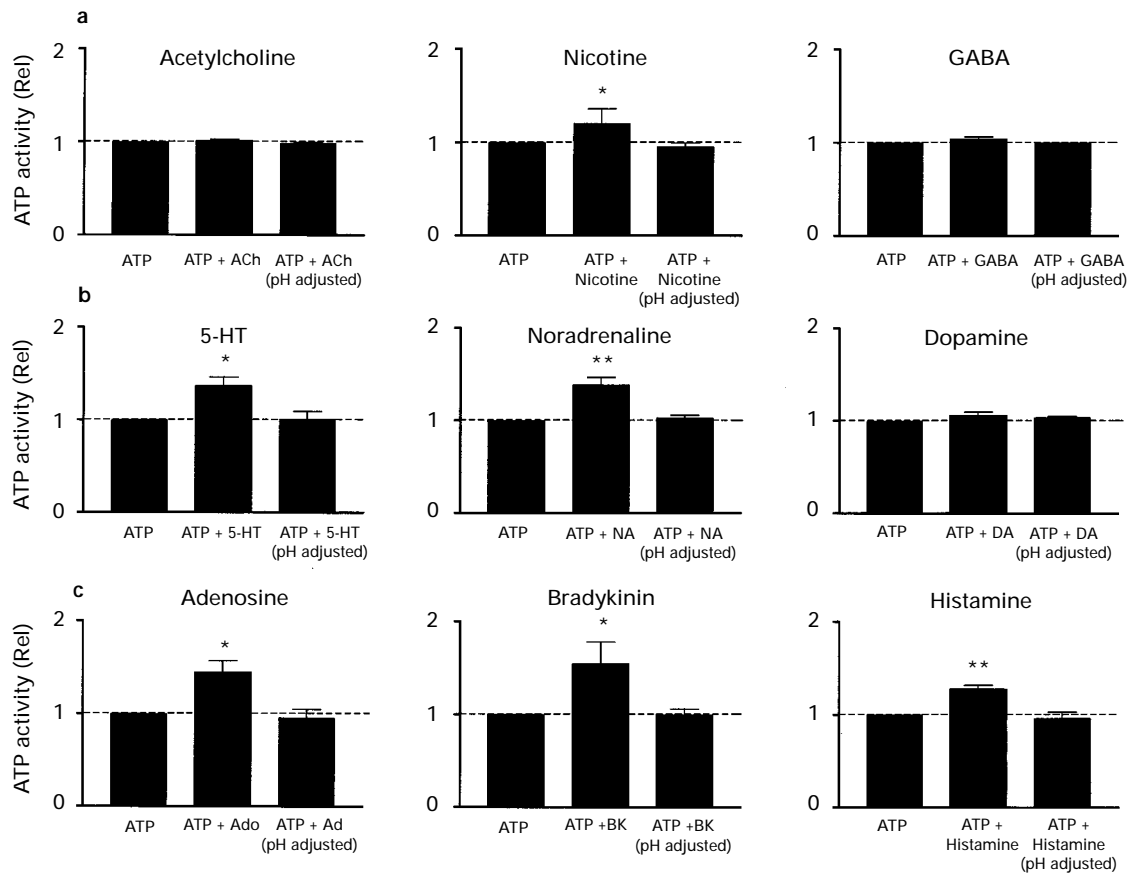 a
Acetylcholine
Nicotine
GABA
ATP activity (Rel)
2
1
0
ATP
ATP + ACh
ATP + ACh
(pH adjusted)
2
*
1
0
ATP
ATP +
Nicotine
ATP +
Nicotine
(pH adjusted)
2
1
0
ATP
ATP + GABA
ATP + GABA
(pH adjusted)
b
5-HT
Noradrenaline
Dopamine
ATP activity (Rel)
2
*
1
0
ATP
ATP + 5-HT
ATP + 5-HT
(pH adjusted)
2
**
1
0
ATP
ATP + NA
ATP + NA
(pH adjusted)
2
1
0
ATP
ATP + DA
ATP + DA
(pH adjusted)
c
Adenosine
Bradykinin
Histamine
ATP activity (Rel)
2
*
1
0
ATP
ATP + Ado
ATP + Ad
(pH adjusted)
2
*
1
0
ATP
ATP +BK
ATP +BK
(pH adjusted)
2
**
1
0
ATP
ATP +
Histamine
ATP +
Histamine
(pH adjusted)